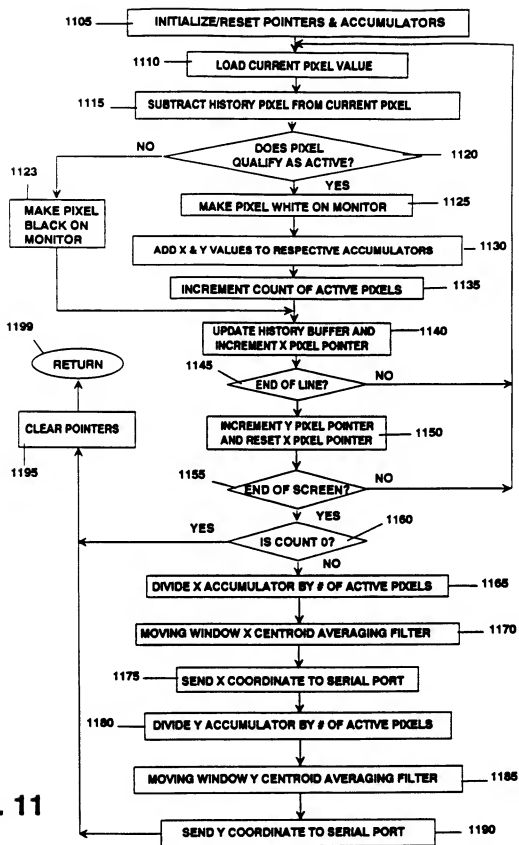 1105
INITIALIZE/RESET POINTERS & ACCUMULATORS
1110
LOAD CURRENT PIXEL VALUE
1115
SUBTRACT HISTORY PIXEL FROM CURRENT PIXEL
NO
DOES PIXEL
QUALIFY AS ACTIVE?
1120
1123
YES
MAKE PIXEL
BLACK ON
MONITOR
MAKE PIXEL WHITE ON MONITOR
1125
ADD X & Y VALUES TO RESPECTIVE ACCUMULATORS
1130
INCREMENT COUNT OF ACTIVE PIXELS
1135
1199
RETURN
UPDATE HISTORY BUFFER AND
INCREMENT X PIXEL POINTER
1140
1145
END OF LINE?
NO
CLEAR POINTERS
1195
INCREMENT Y PIXEL POINTER
AND RESET X PIXEL POINTER
1150
1155
END OF SCREEN?
NO
YES
YES
IS COUNT 0?
1160
NO
DIVIDE X ACCUMULATOR BY # OF ACTIVE PIXELS
1165
MOVING WINDOW X CENTROID AVERAGING FILTER
1170
1175
SEND X COORDINATE TO SERIAL PORT
1180
DIVIDE Y ACCUMULATOR BY # OF ACTIVE PIXELS
MOVING WINDOW Y CENTROID AVERAGING FILTER
1185
. 11
SEND Y COORDINATE TO SERIAL PORT
1190